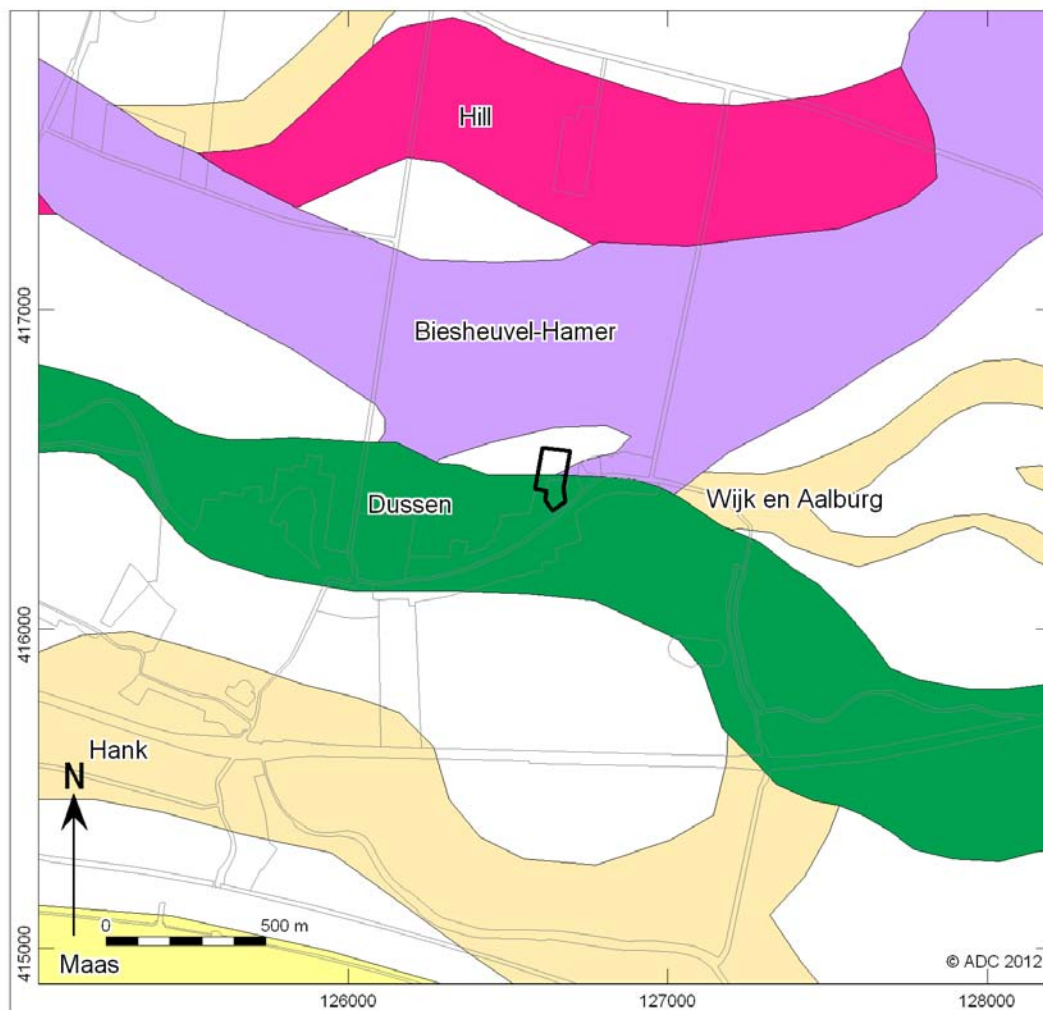 Hill
417000
Biesheuvel-Hamer
Dussen
Wijk en Aalburg
416000
Hank
N
0 500 m
Maas
415000
© ADC 2012
126000 127000 128000